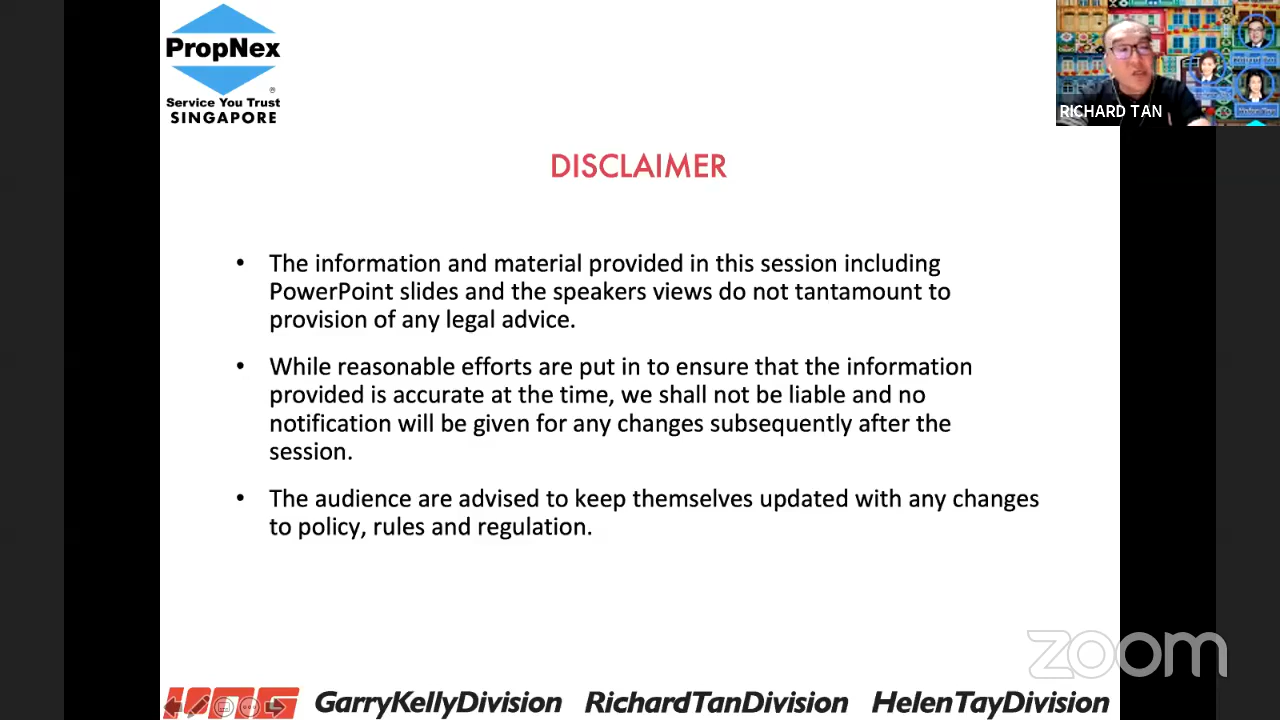 PropNex
®
Service You Trust
SINGAPORE
RICHARD TAN
DISCLAIMER
• The information and material provided in this session including
PowerPoint slides and the speakers views do not tantamount to
provision of any legal advice.
• While reasonable efforts are put in to ensure that the information
provided is accurate at the time, we shall not be liable and no
notification will be given for any changes subsequently after the
session.
• The audience are advised to keep themselves updated with any changes
to policy, rules and regulation.
zoom
GarryKellyDivision RichardTanDivision HelenTayDivision